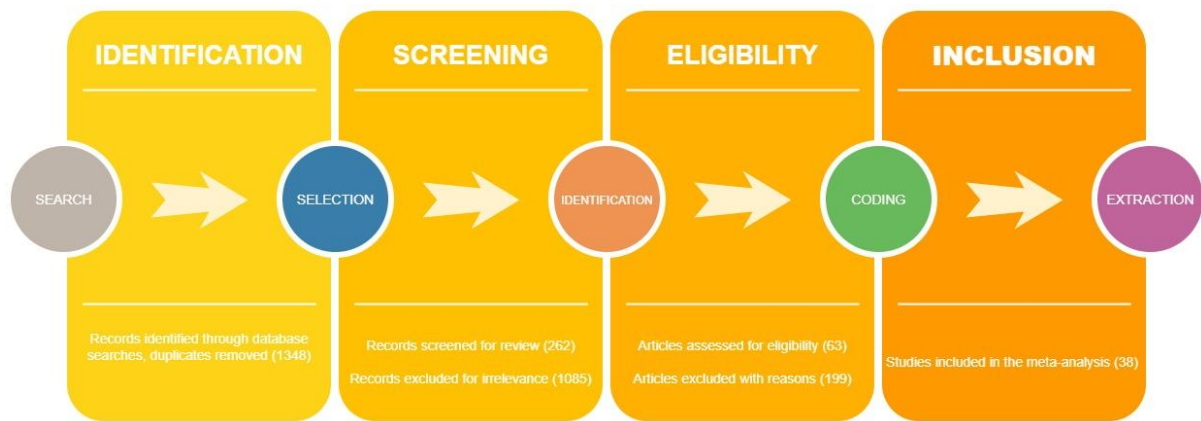 IDENTIFICATION
SCREENING
ELIGIBILITY
INCLUSION
SEARCH
SELECTION
IDENTIFICATION
CODING
EXTRACTION
Records identified through database
searches, duplicates removed (1348)
Records screened for review (262)
Records excluded for irrelevance (1085)
Articles assessed for eligibility (63)
Articles excluded with reasons (199)
Studies included in the meta-analysis (38)